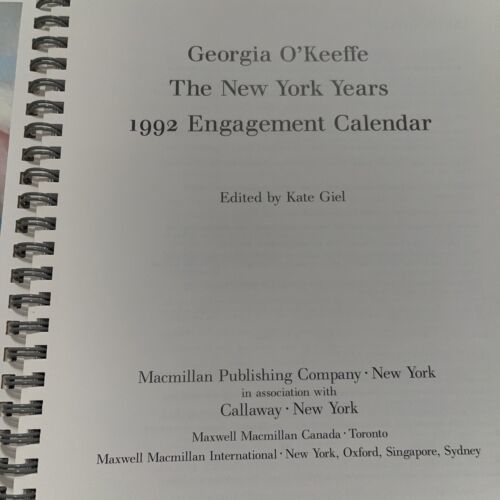 Georgia O'Keeffe
The New York Years
1992 Engagement Calendar
Edited by Kate Giel
Macmillan Publishing Company · New York
in association with
Callaway · New York
Maxwell Macmillan Canada · Toronto
Maxwell Macmillan International · New York, Oxford, Singapore, Sydney